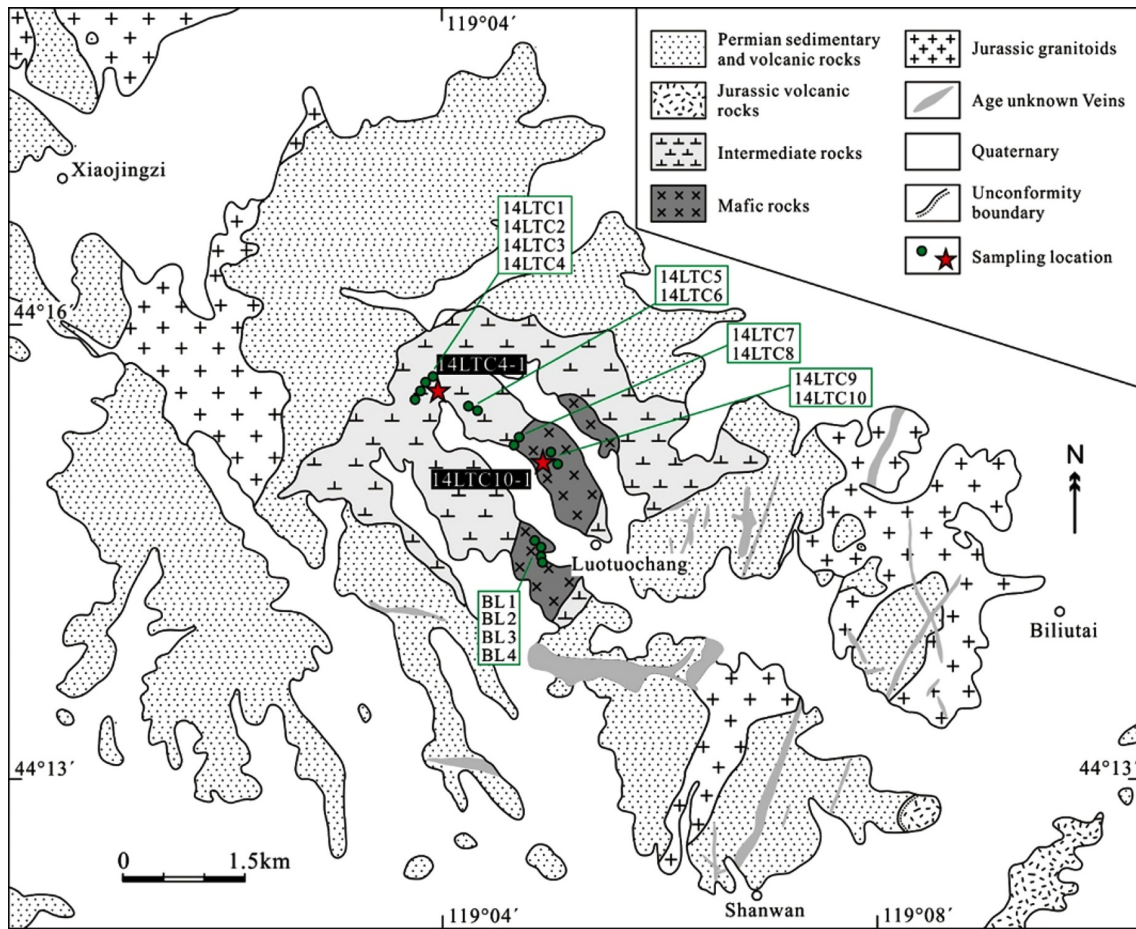 119°04′
Permian sedimentary
and volcanic rocks
Jurassic volcanic
rocks
Intermediate rocks
Mafic rocks
Jurassic granitoids
Age unknown Veins
Quaternary
Unconformity
boundary
Sampling location
Xiaojingzi
14LTC1
14LTC2
14LTC3
14LTC4
14LTC5
14LTC6
44°16′
14LTC7
14LTC8
14LTC4-1
14LTC9
14LTC10
N
14LTC10-1
Luotuochang
BL1
BL2
BL3
BL4
Biliutai
44°13′
44°13′
0
1.5km
Shanwan
119°04′
119°08′